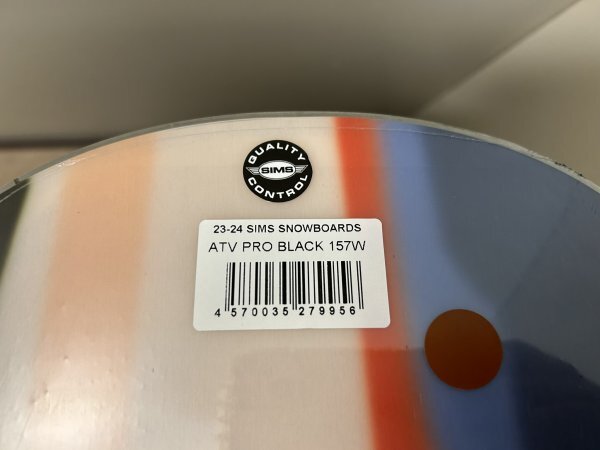 QUALITY
SIMS
CONTROL
23-24 SIMS SNOWBOARDS
ATV PRO BLACK 157W
4 570035 279956